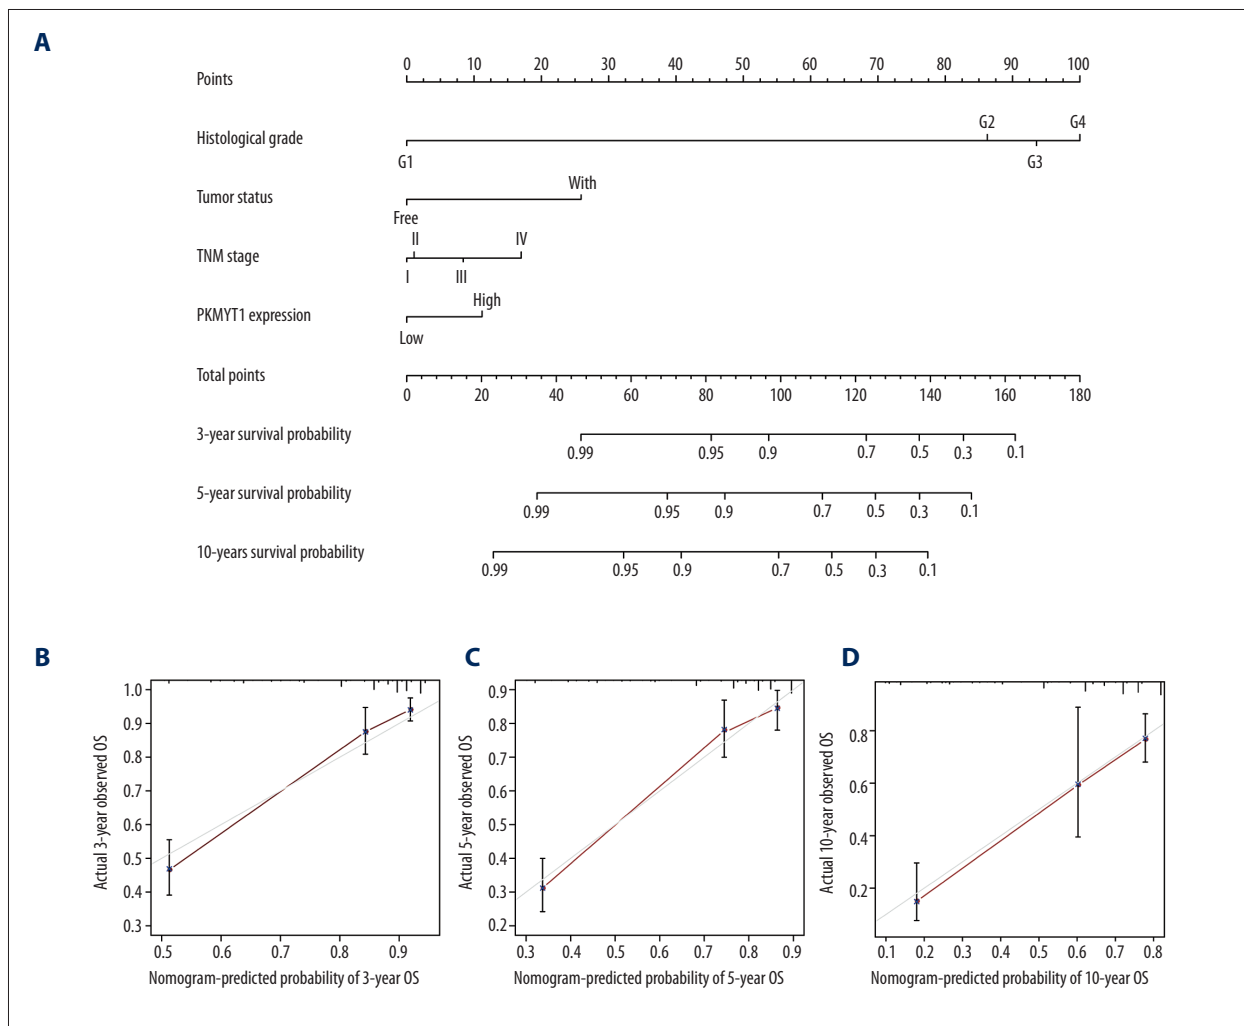 A
Points
0 10 20 30 40 50 60 70 80 90 100
Histological grade
G2 G4
G1 G3
Tumor status
With
Free
TNM stage
II IV
I III
PKMYT1 expression
High
Low
Total points
0 20 40 60 80 100 120 140 160 180
3-year survival probability
0.99 0.95 0.9 0.7 0.5 0.3 0.1
5-year survival probability
0.99 0.95 0.9 0.7 0.5 0.3 0.1
10-years survival probability
0.99 0.95 0.9 0.7 0.5 0.3 0.1
B
Actual 3-year observed OS
1.0
0.9
0.8
0.7
0.6
0.5
0.4
0.3
0.5 0.6 0.7 0.8 0.9
Nomogram-predicted probability of 3-year OS
C
Actual 5-year observed OS
0.9
0.8
0.7
0.6
0.5
0.4
0.3
0.2
0.3 0.4 0.5 0.6 0.7 0.8 0.9
Nomogram-predicted probability of 5-year OS
D
Actual 10-year observed OS
0.8
0.6
0.4
0.2
0.1 0.2 0.3 0.4 0.5 0.6 0.7 0.8
Nomogram-predicted probability of 10-year OS